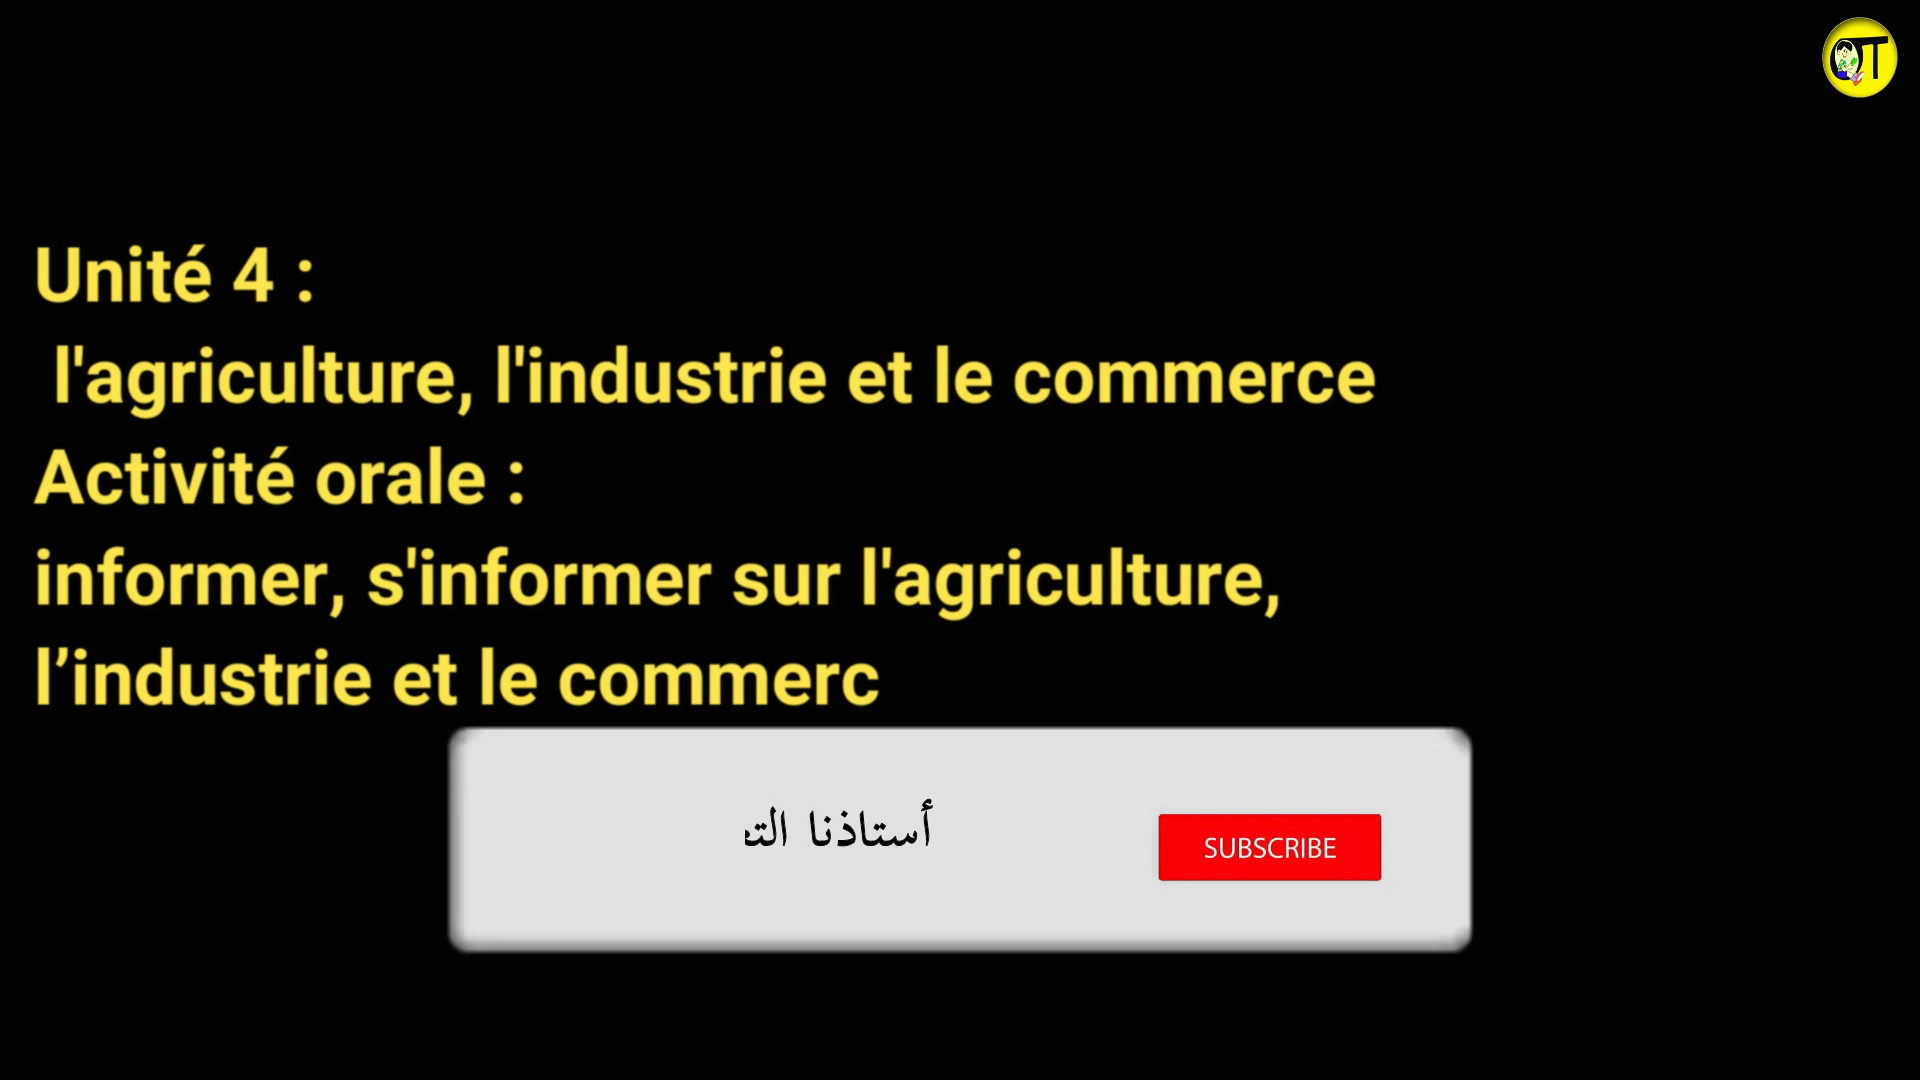 Unité 4 :
l'agriculture, l'industrie et le commerce
Activité orale :
informer, s'informer sur l'agriculture,
l’industrie et le commerc
أستاذنا
SUBSCRIBE